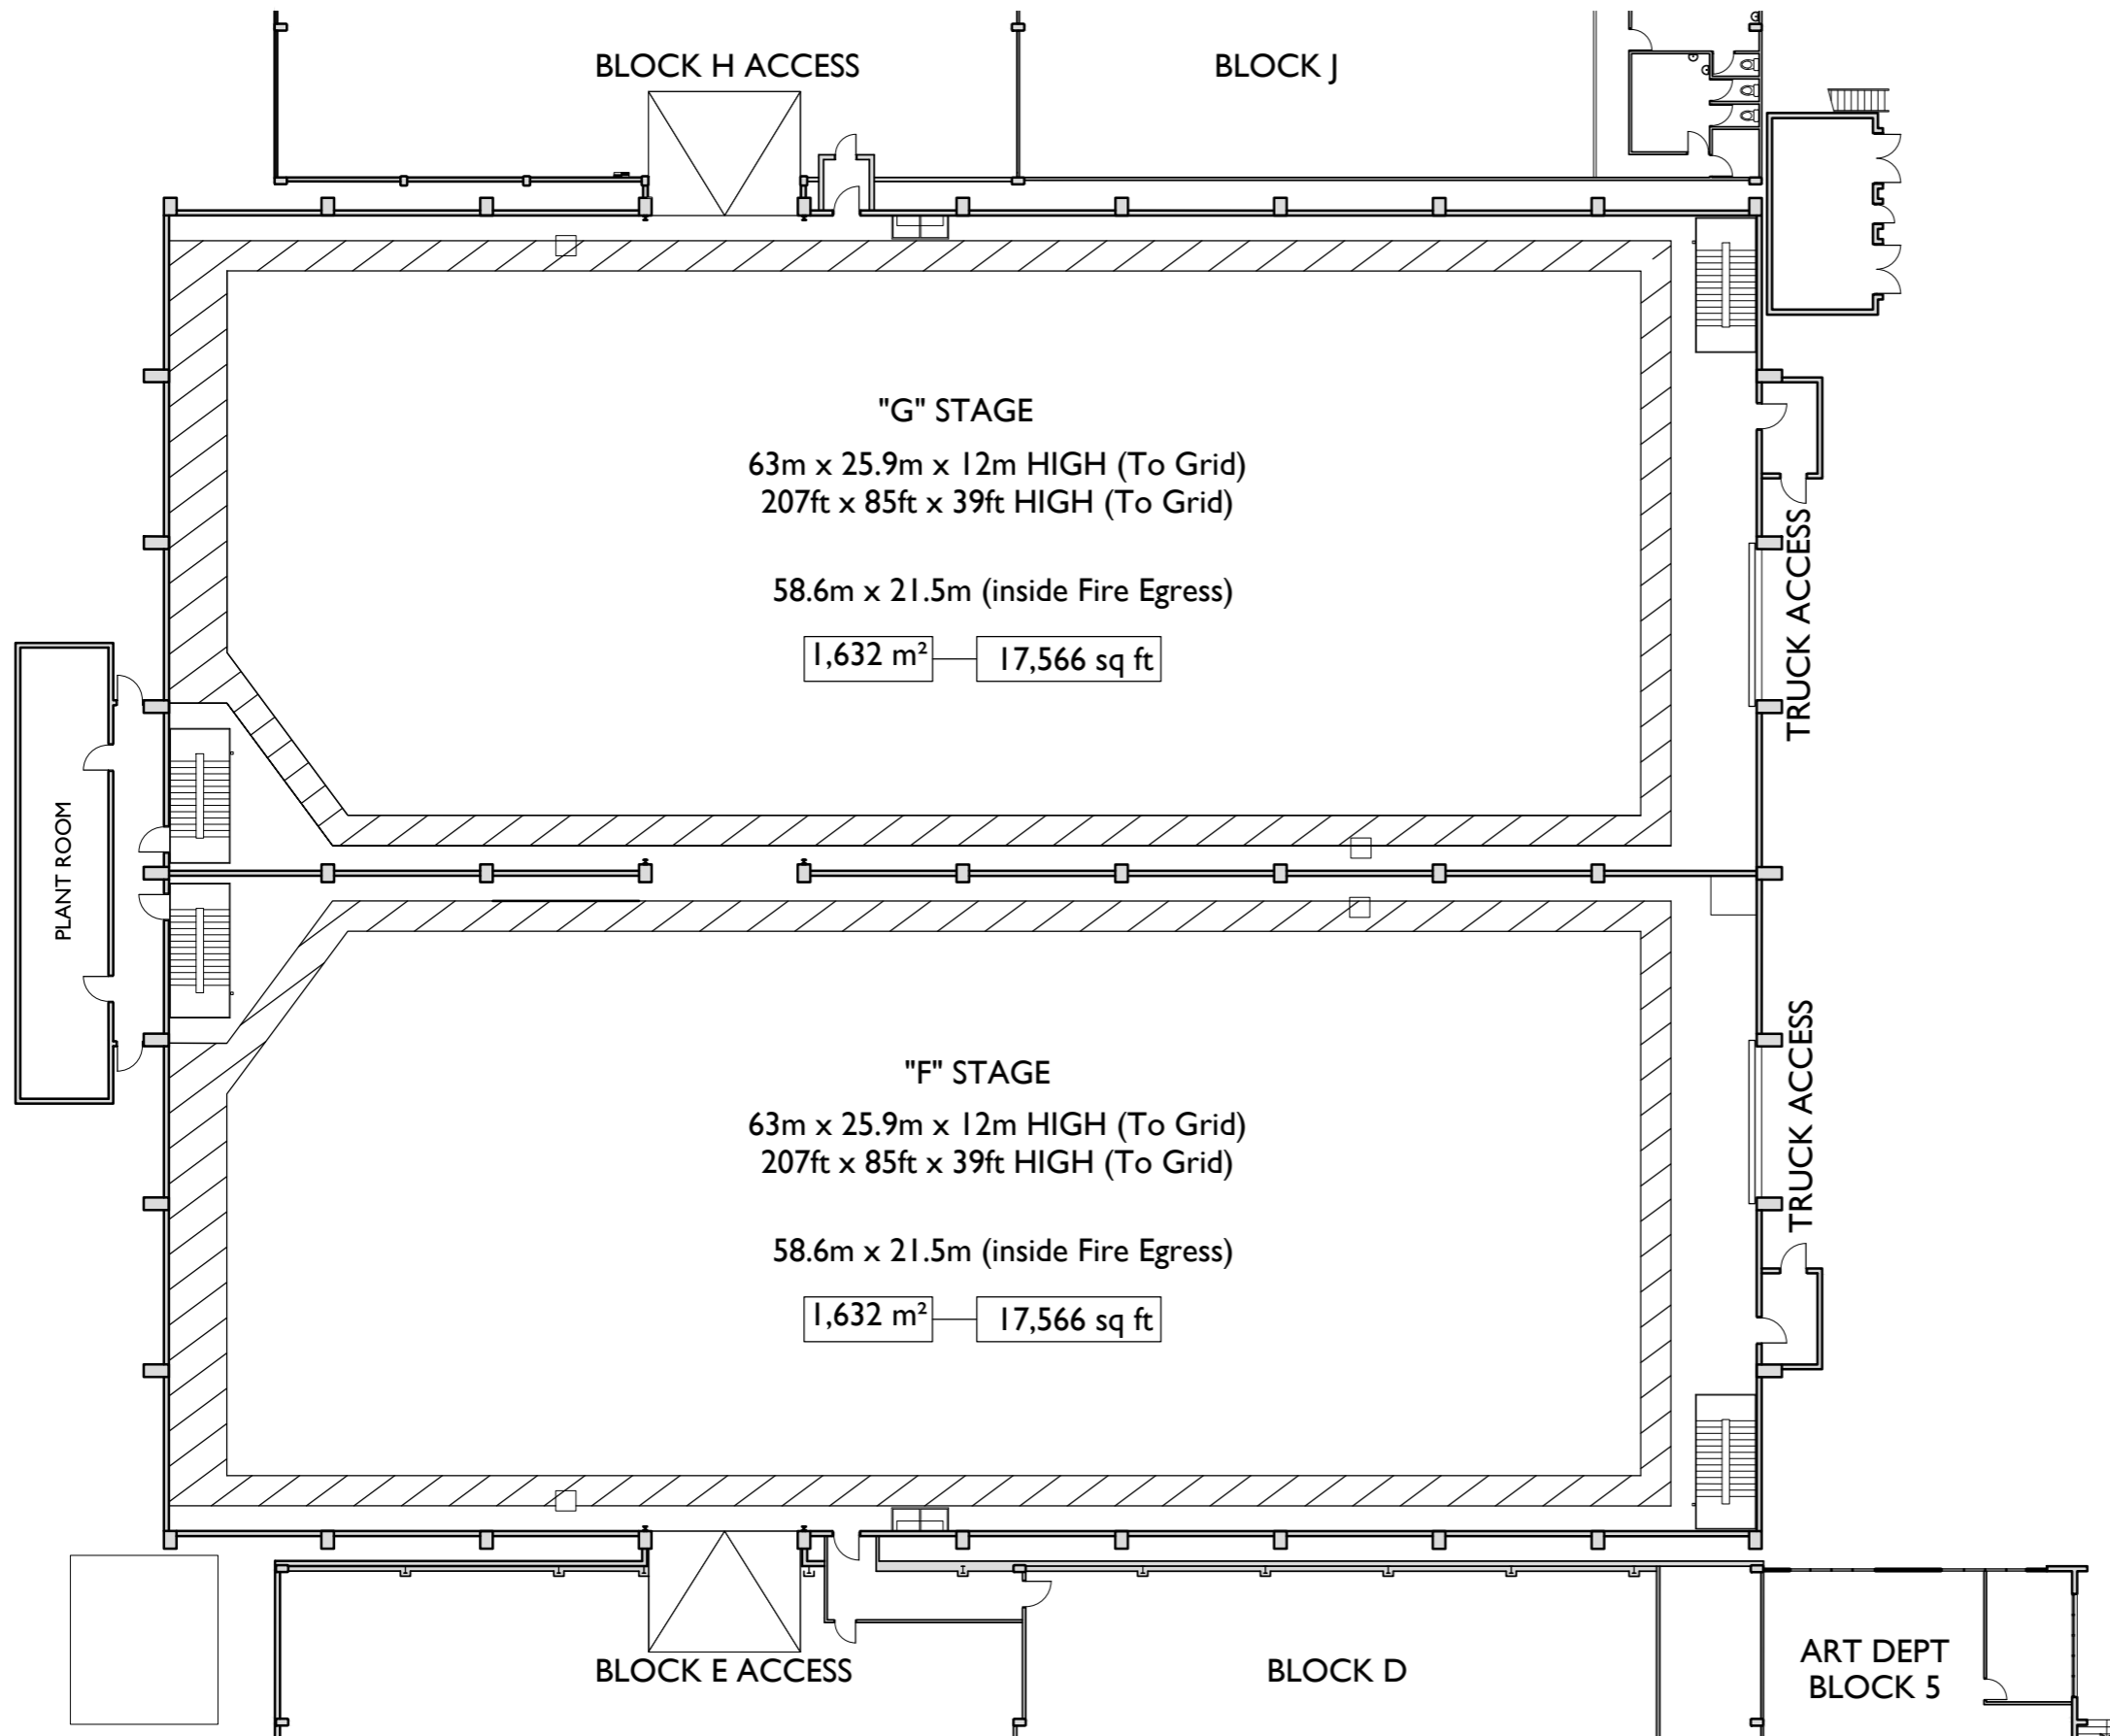 BLOCK H ACCESS
BLOCK J
"G" STAGE
63m x 25.9m x 12m HIGH (To Grid)
207ft x 85ft x 39ft HIGH (To Grid)
58.6m x 21.5m (inside Fire Egress)
1,632 m² 17,566 sq ft
TRUCK ACCESS
PLANT ROOM
"F" STAGE
63m x 25.9m x 12m HIGH (To Grid)
207ft x 85ft x 39ft HIGH (To Grid)
58.6m x 21.5m (inside Fire Egress)
1,632 m² 17,566 sq ft
TRUCK ACCESS
BLOCK E ACCESS
BLOCK D
ART DEPT
BLOCK 5